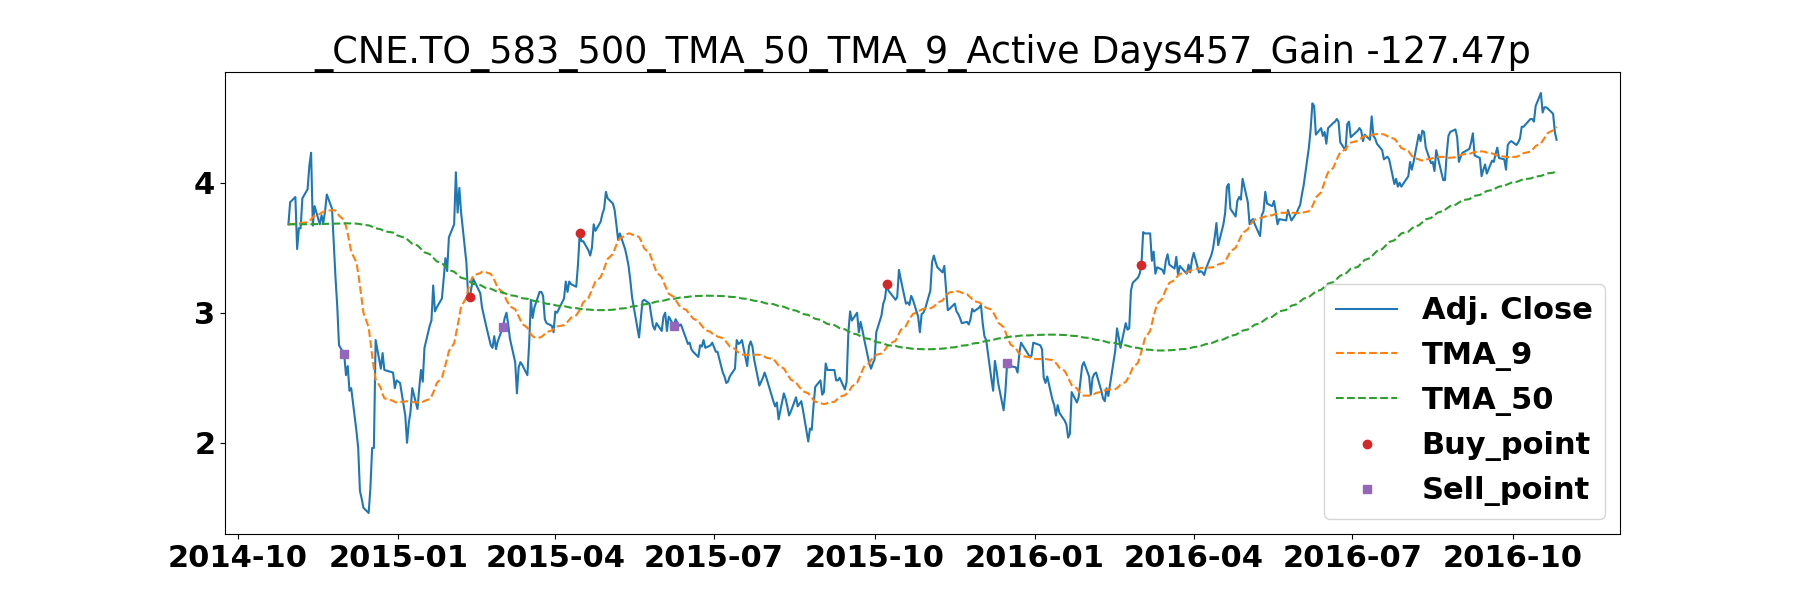 _CNE.TO_583_500_TMA_50_TMA_9_Active Days457_Gain -127.47p
4
3
2
2014-10 2015-01 2015-04 2015-07 2015-10 2016-01 2016-04 2016-07 2016-10
Adj. Close
TMA_9
TMA_50
Buy_point
Sell_point